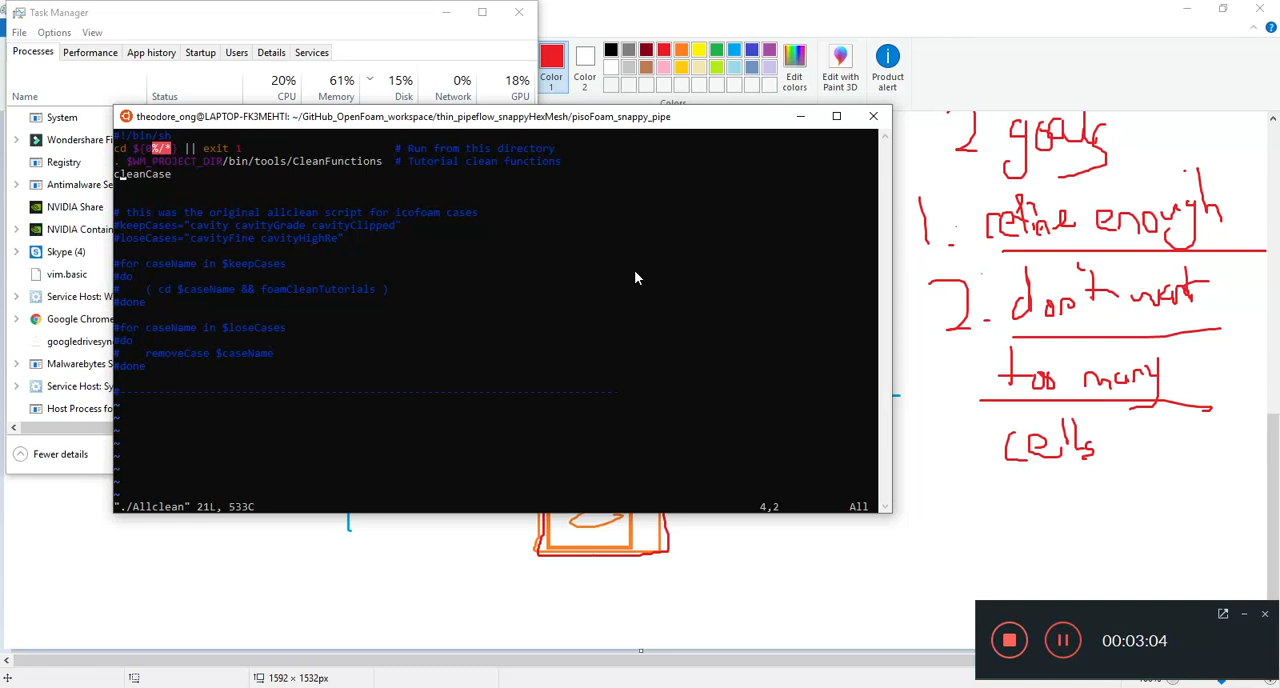 Task Manager
File Options View
Processes Performance App history Startup Users Details Services
20% 61% 15% 0% 18%
Name Status CPU Memory Disk Network GPU
System
Wondershare
Registry
Antimalware Se
NVIDIA Share
NVIDIA Contain
Skype (4)
vim.basic
Service Host: W
Google Chrome
googledrivesyn
Malwarebytes S
Service Host: Sy
Host Process fo
Fewer details
theodore_ong@LAPTOP-FK3MEHTI: ~/GitHub_OpenFoam_workspace/thin_pipeflow_snappyHexMesh/pisoFoam_snappy_pipe
#!/bin/sh
cd ${0%/*} || exit 1 # Run from this directory
. $WM_PROJECT_DIR/bin/tools/CleanFunctions # Tutorial clean functions
cleanCase
# this was the original allclean script for icofoam cases
#keepCases="cavity cavityGrade cavityClipped"
#loseCases="cavityFine cavityHighRe"
#for caseName in $keepCases
#do
# ( cd $caseName && foamCleanTutorials )
#done
#for caseName in $loseCases
#do
# removeCase $caseName
#done
#------------------------------------------------------------------------------
~
~
~
~
~
~
~
~
"./Allclean" 21L, 533C 4,2 All
Color 1
Color 2
Edit colors
Edit with Paint 3D
Product alert
Colors
2 goals
1. refine enough
2. don't want
too many
cells
00:03:04
1592 × 1532px